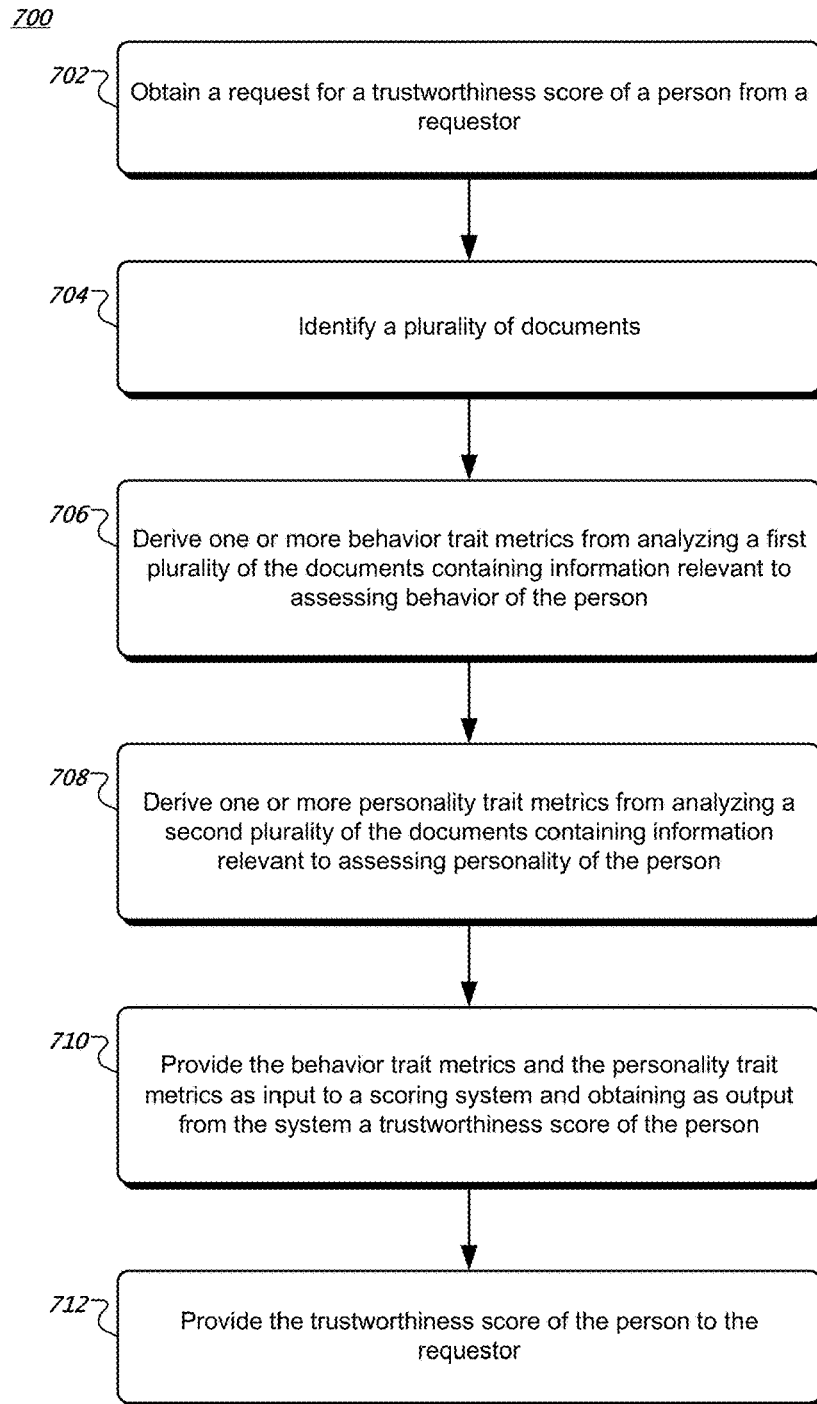 700
702
Obtain a request for a trustworthiness score of a person from a
requestor
704
Identify a plurality of documents
706
Derive one or more behavior trait metrics from analyzing a first
plurality of the documents containing information relevant to
assessing behavior of the person
708
Derive one or more personality trait metrics from analyzing a
second plurality of the documents containing information
relevant to assessing personality of the person
710
Provide the behavior trait metrics and the personality trait
metrics as input to a scoring system and obtaining as output
from the system a trustworthiness score of the person
712
Provide the trustworthiness score of the person to the
requestor